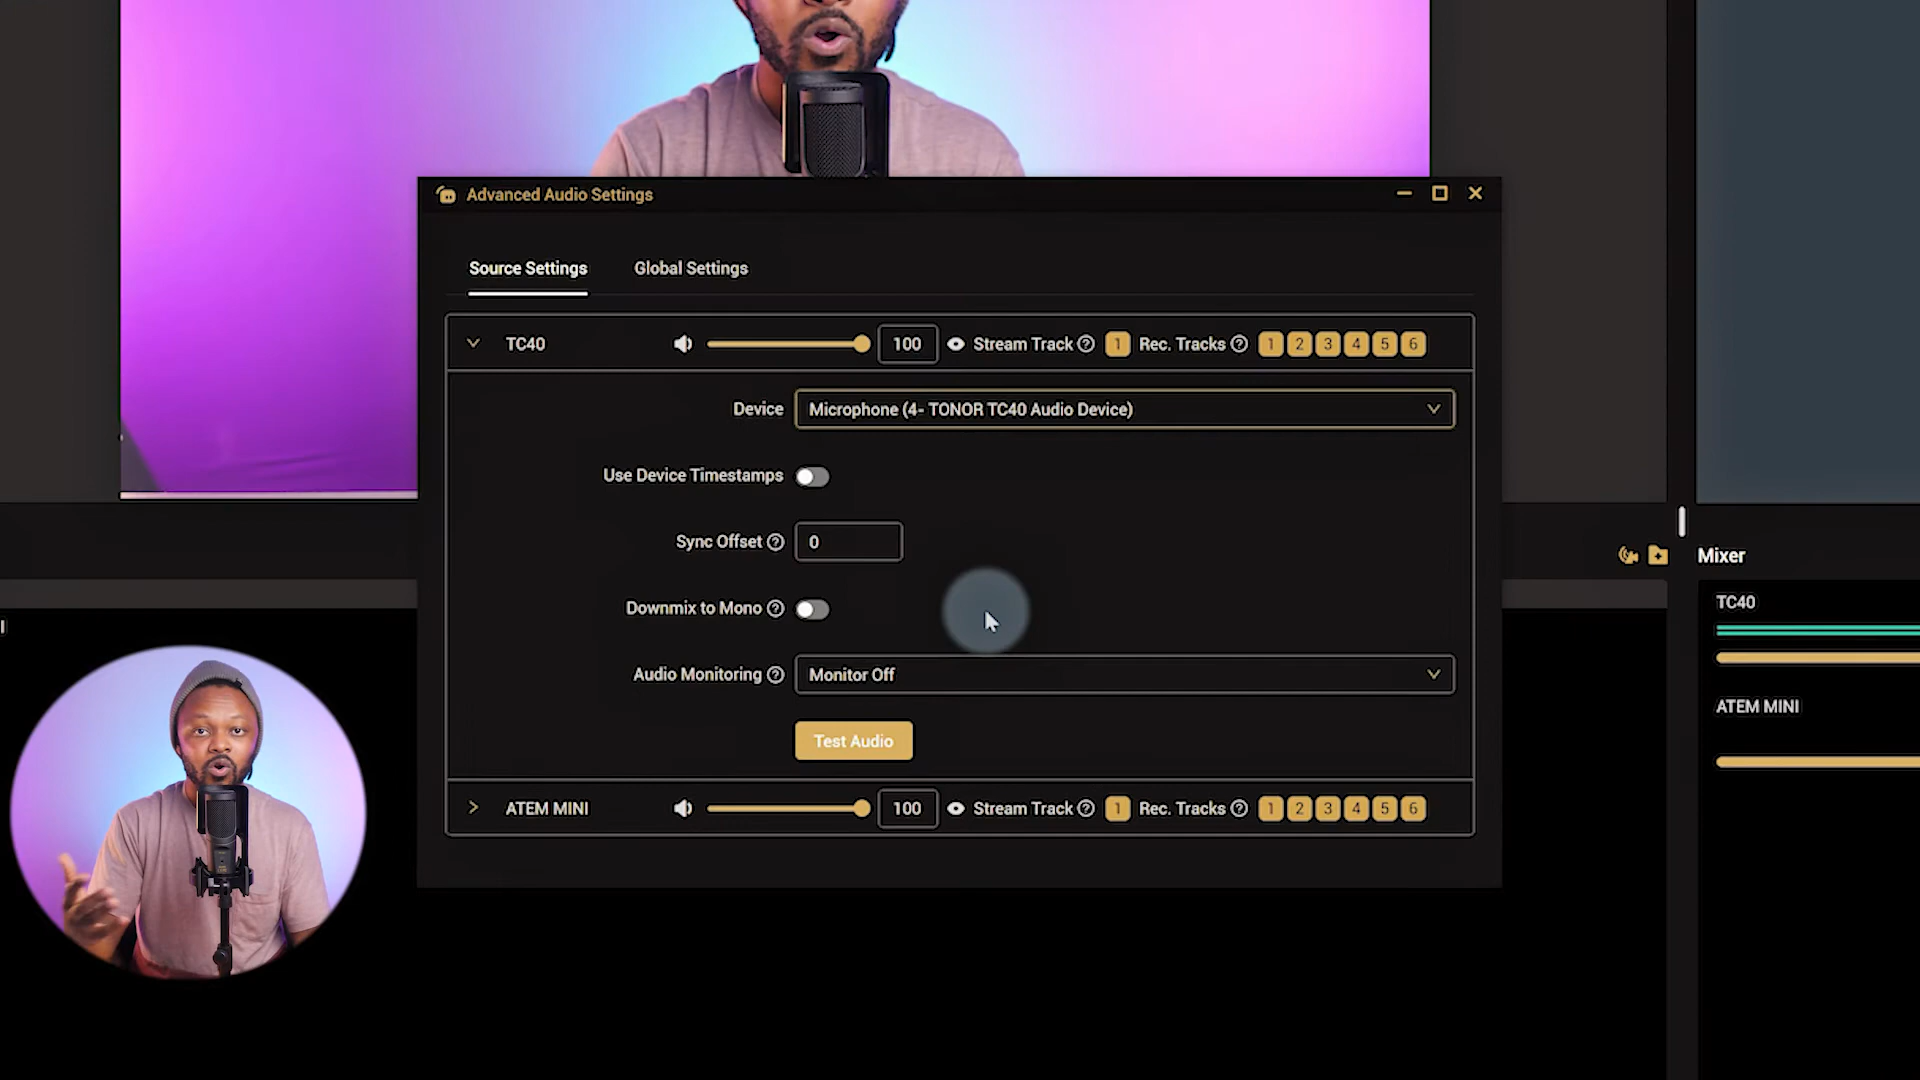 Advanced Audio Settings
Source Settings
Global Settings
TC40
100
Stream Track
1
Rec. Tracks
1 2 3 4 5 6
Device
Microphone (4- TONOR TC40 Audio Device)
Use Device Timestamps
Sync Offset
0
Downmix to Mono
Audio Monitoring
Monitor Off
Test Audio
ATEM MINI
100
Stream Track
1
Rec. Tracks
1 2 3 4 5 6
Mixer
TC40
ATEM MINI